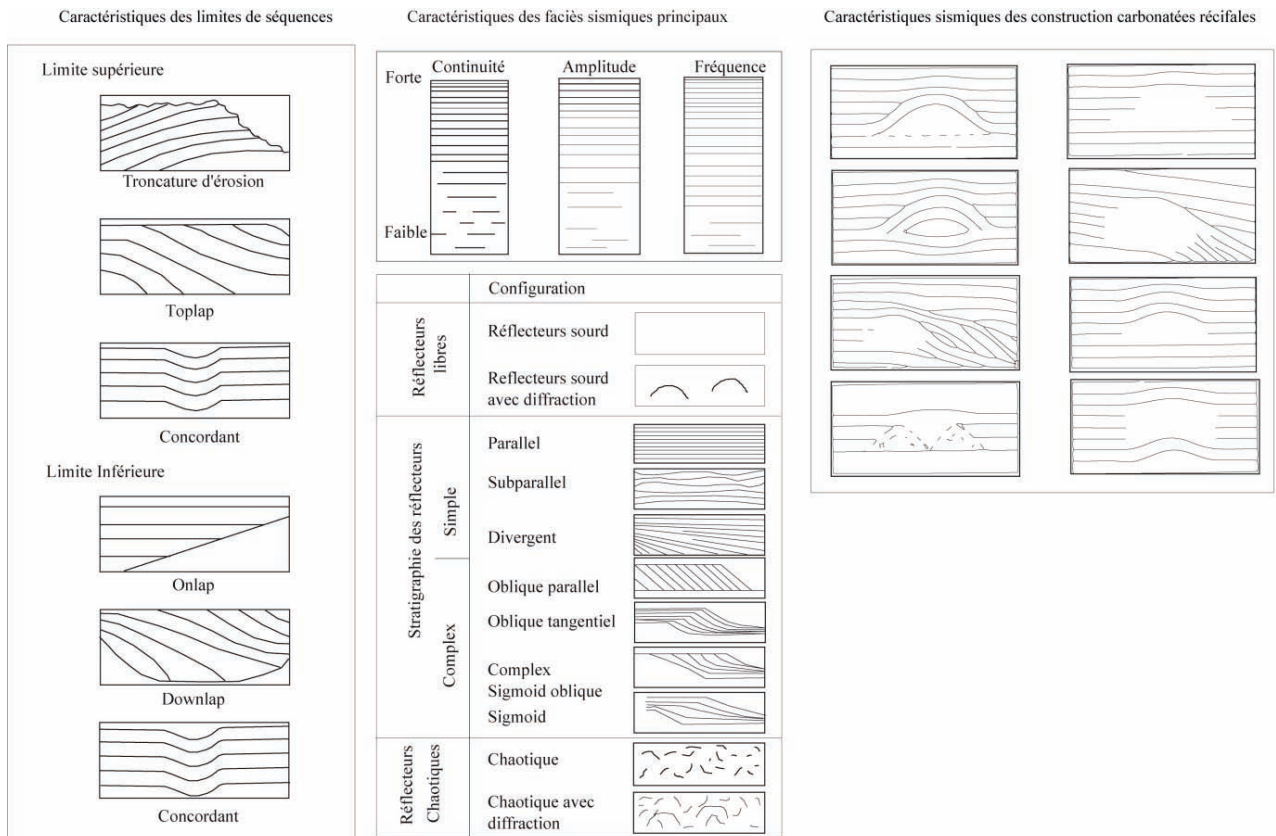 Caractéristiques des limites de séquences
Limite supérieure
Troncature d'érosion
Toplap
Concordant
Limite Inférieure
Onlap
Downlap
Concordant
Caractéristiques des faciès sismiques principaux
Continuité Amplitude Fréquence
Forte
Faible
Configuration
Réflecteurs
libres
Réflecteurs sourd
Reflecteurs sourd
avec diffraction
Stratigraphie des réflecteurs
Simple
Parallel
Subparallel
Divergent
Complex
Oblique parallel
Oblique tangentiel
Complex
Sigmoid oblique
Sigmoid
Réflecteurs
Chaotiques
Chaotique
Chaotique avec
diffraction
Caractéristiques sismiques des construction carbonatées récifales